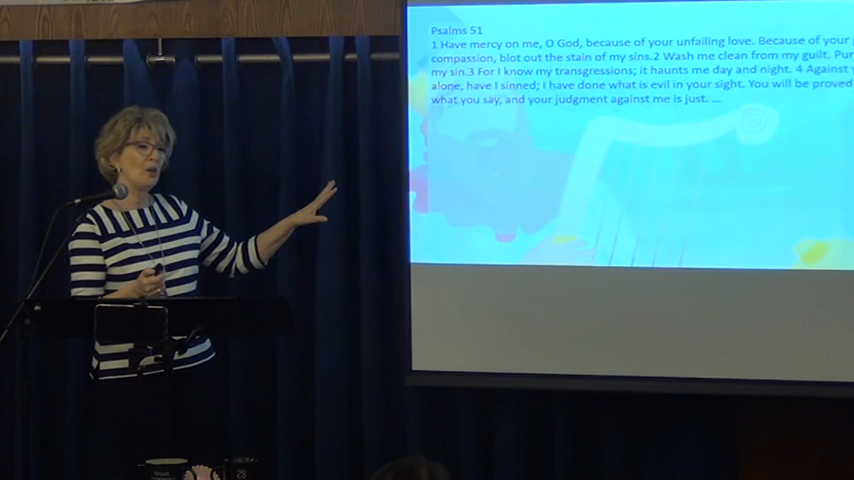 Psalms 51
1 Have mercy on me, O God, because of your unfailing love. Because of your
compassion, blot out the stain of my sins.2 Wash me clean from my guilt. Pur
my sin.3 For I know my transgressions; it haunts me day and night. 4 Against
alone, have I sinned; I have done what is evil in your sight. You will be proved
what you say, and your judgment against me is just. ...
28